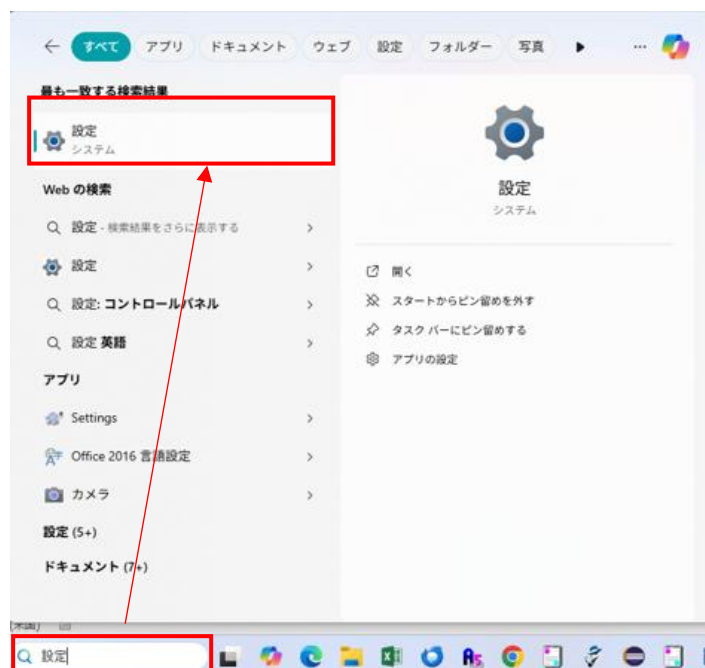 すべて アプリ ドキュメント ウェブ 設定 フォルダー 写真
最も一致する検索結果
設定
システム
Web の検索
設定 - 検索結果をさらに表示する
設定
設定: コントロールパネル
設定 英語
アプリ
Settings
Office 2016 言語設定
カメラ
設定 (5+)
ドキュメント (7+)
設定
システム
開く
スタートからピン留めを外す
タスク バーにピン留めする
アプリの設定
(米国)
設定